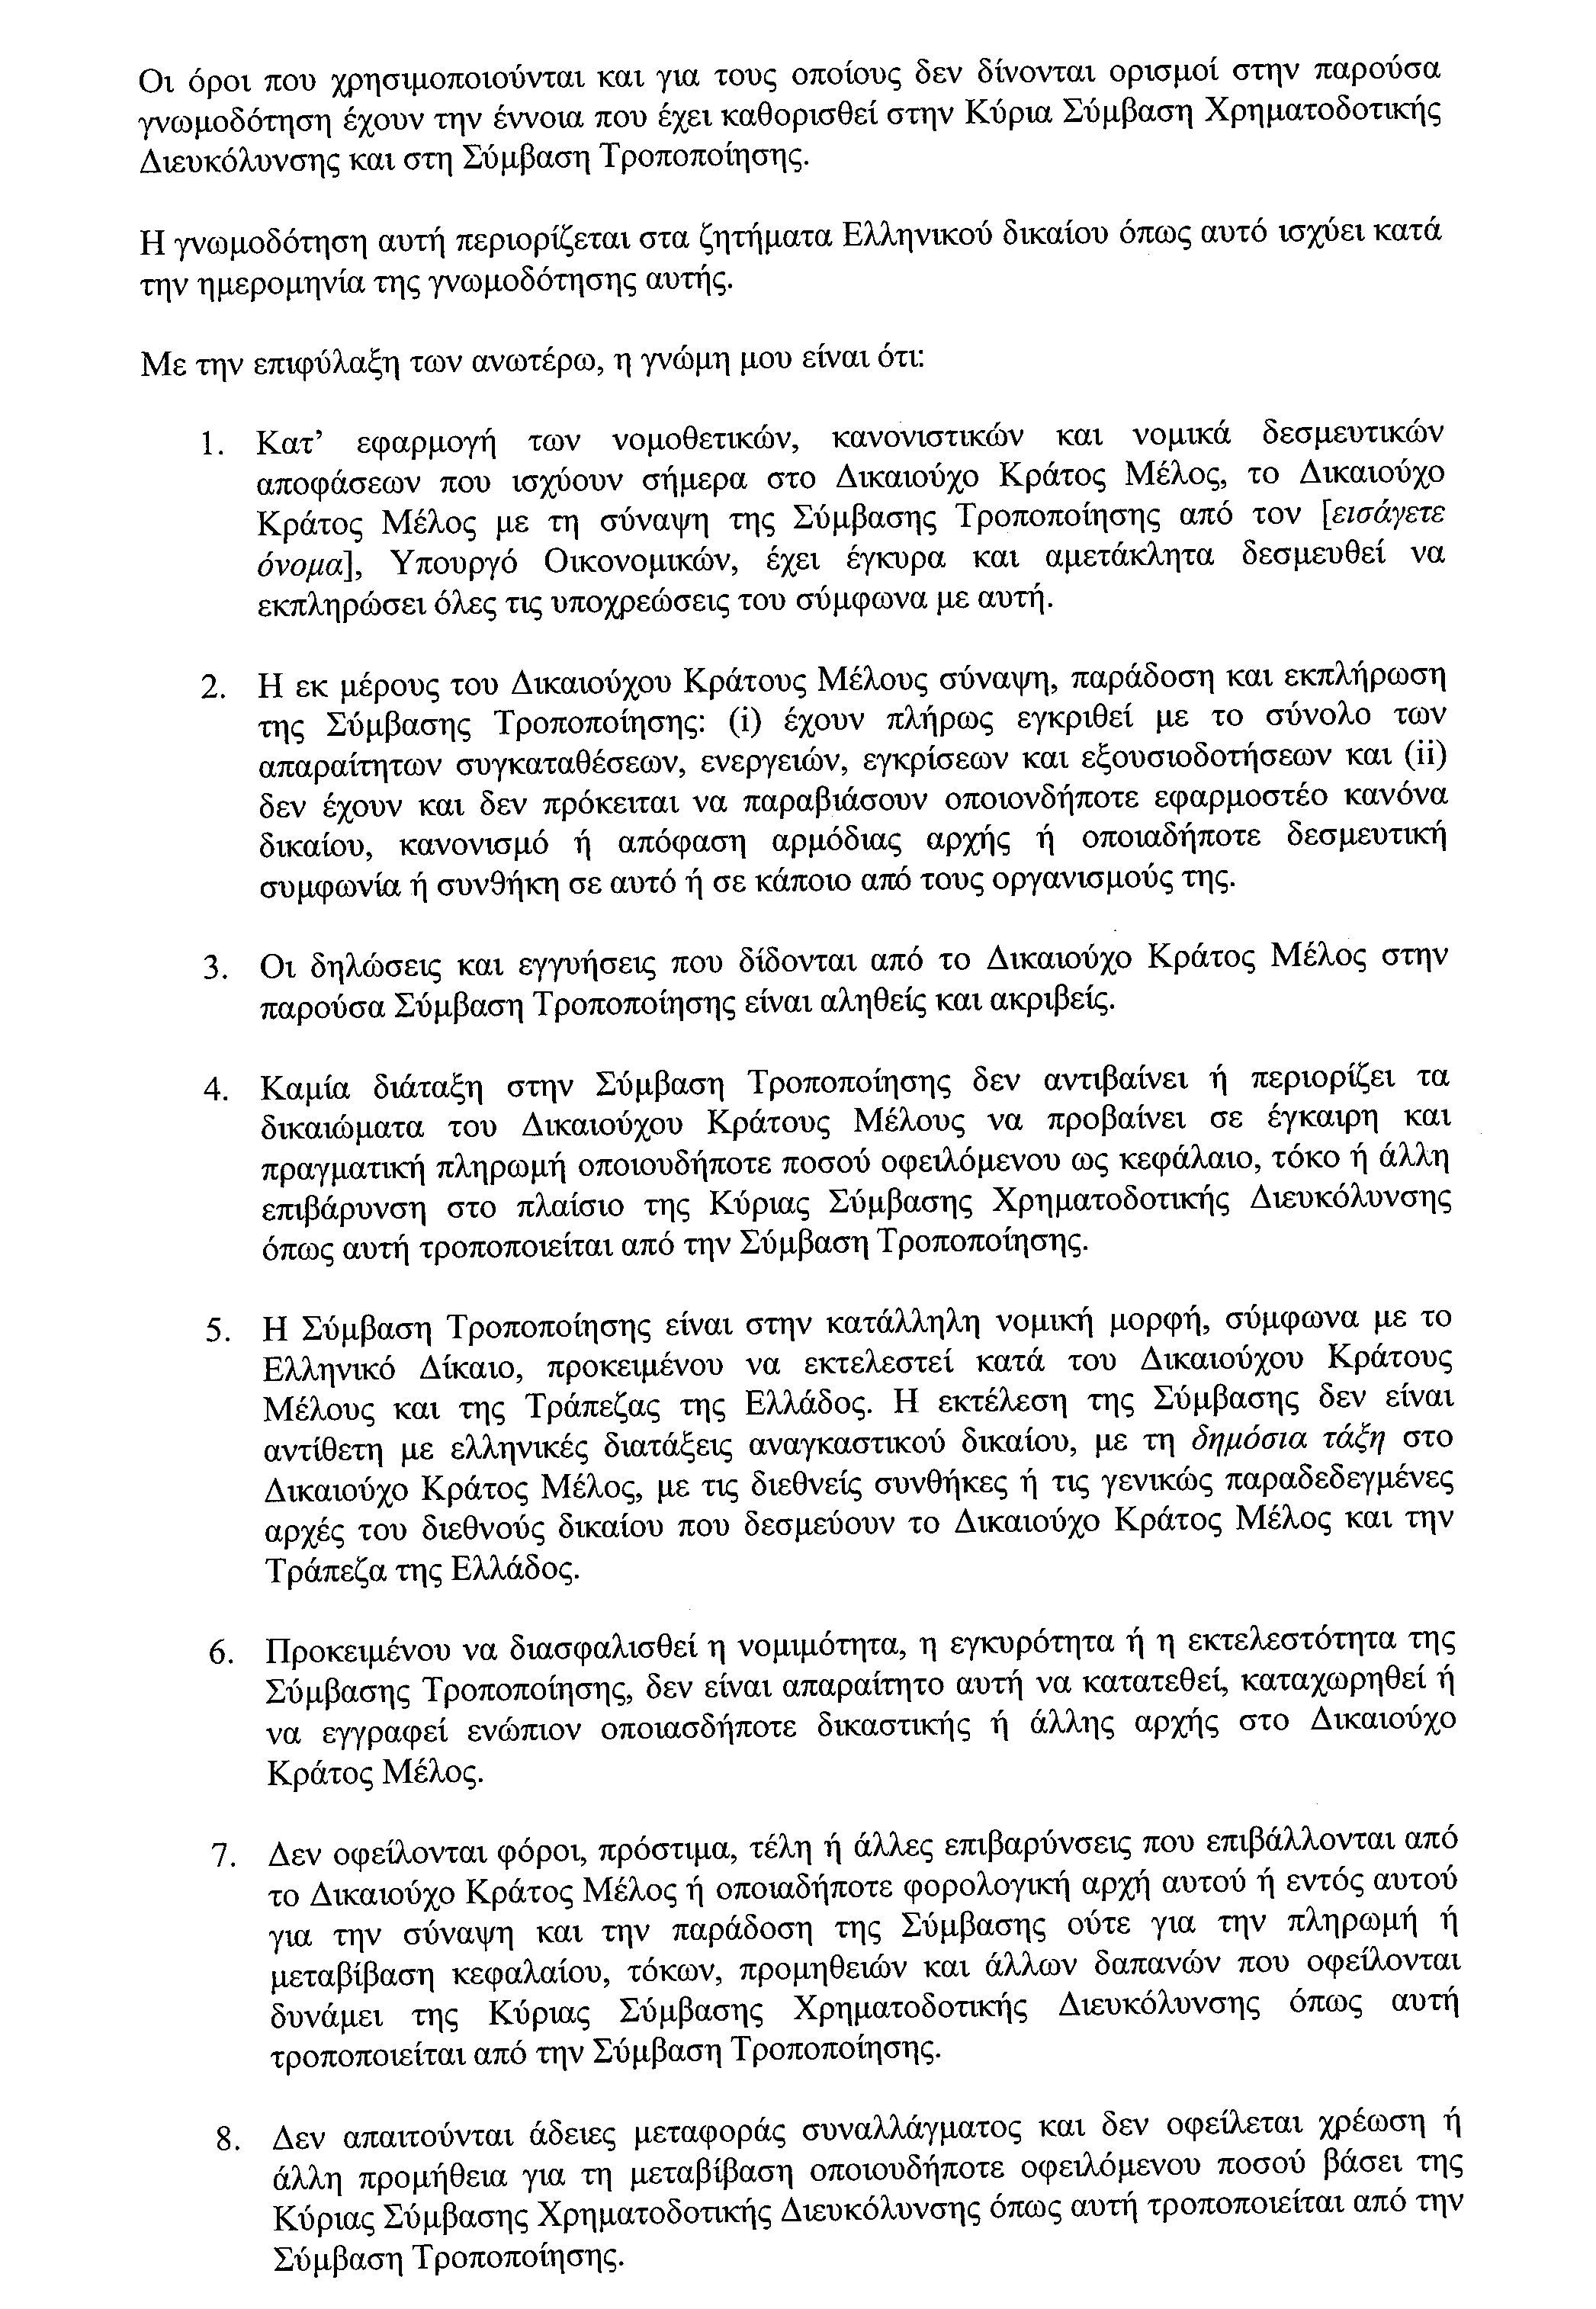 Οι όροι που χρησιμοποιούνται και για τους οποίους δεν δίνονται ορισμοί στην παρούσα
γνωμοδότηση έχουν την έννοια που έχει καθορισθεί στην Κύρια Σύμβαση Χρηματοδοτικής
Διευκόλυνσης και στη Σύμβαση Τροποποίησης.
Η γνωμοδότηση αυτή περιορίζεται στα ζητήματα Ελληνικού δικαίου όπως αυτό ισχύει κατά
την ημερομηνία της γνωμοδότησης αυτής.
Με την επιφύλαξη των ανωτέρω, η γνώμη μου είναι ότι:
1. Κατ’ εφαρμογή των νομοθετικών, κανονιστικών και νομικά δεσμευτικών
αποφάσεων που ισχύουν σήμερα στο Δικαιούχο Κράτος Μέλος, το Δικαιούχο
Κράτος Μέλος με τη σύναψη της Σύμβασης Τροποποίησης από τον [εισάγετε
όνομα], Υπουργό Οικονομικών, έχει έγκυρα και αμετάκλητα δεσμευθεί να
εκπληρώσει όλες τις υποχρεώσεις του σύμφωνα με αυτή.
2. Η εκ μέρους του Δικαιούχου Κράτους Μέλους σύναψη, παράδοση και εκπλήρωση
της Σύμβασης Τροποποίησης: (i) έχουν πλήρως εγκριθεί με το σύνολο των
απαραίτητων συγκαταθέσεων, ενεργειών, εγκρίσεων και εξουσιοδοτήσεων και (ii)
δεν έχουν και δεν πρόκειται να παραβιάσουν οποιονδήποτε εφαρμοστέο κανόνα
δικαίου, κανονισμό ή απόφαση αρμόδιας αρχής ή οποιαδήποτε δεσμευτική
συμφωνία ή συνθήκη σε αυτό ή σε κάποιο από τους οργανισμούς της.
3. Οι δηλώσεις και εγγυήσεις που δίδονται από το Δικαιούχο Κράτος Μέλος στην
παρούσα Σύμβαση Τροποποίησης είναι αληθείς και ακριβείς.
4. Καμία διάταξη στην Σύμβαση Τροποποίησης δεν αντιβαίνει ή περιορίζει τα
δικαιώματα του Δικαιούχου Κράτους Μέλους να προβαίνει σε έγκαιρη και
πραγματική πληρωμή οποιουδήποτε ποσού οφειλόμενου ως κεφάλαιο, τόκο ή άλλη
επιβάρυνση στο πλαίσιο της Κύριας Σύμβασης Χρηματοδοτικής Διευκόλυνσης
όπως αυτή τροποποιείται από την Σύμβαση Τροποποίησης.
5. Η Σύμβαση Τροποποίησης είναι στην κατάλληλη νομική μορφή, σύμφωνα με το
Ελληνικό Δίκαιο, προκειμένου να εκτελεστεί κατά του Δικαιούχου Κράτους
Μέλους και της Τράπεζας της Ελλάδος. Η εκτέλεση της Σύμβασης δεν είναι
αντίθετη με ελληνικές διατάξεις αναγκαστικού δικαίου, με τη δημόσια τάξη στο
Δικαιούχο Κράτος Μέλος, με τις διεθνείς συνθήκες ή τις γενικώς παραδεδεγμένες
αρχές του διεθνούς δικαίου που δεσμεύουν το Δικαιούχο Κράτος Μέλος και την
Τράπεζα της Ελλάδος.
6. Προκειμένου να διασφαλισθεί η νομιμότητα, η εγκυρότητα ή η εκτελεστότητα της
Σύμβασης Τροποποίησης, δεν είναι απαραίτητο αυτή να κατατεθεί, καταχωρηθεί ή
να εγγραφεί ενώπιον οποιασδήποτε δικαστικής ή άλλης αρχής στο Δικαιούχο
Κράτος Μέλος.
7. Δεν οφείλονται φόροι, πρόστιμα, τέλη ή άλλες επιβαρύνσεις που επιβάλλονται από
το Δικαιούχο Κράτος Μέλος ή οποιαδήποτε φορολογική αρχή αυτού ή εντός αυτού
για την σύναψη και την παράδοση της Σύμβασης ούτε για την πληρωμή ή
μεταβίβαση κεφαλαίου, τόκων, προμηθειών και άλλων δαπανών που οφείλονται
δυνάμει της Κύριας Σύμβασης Χρηματοδοτικής Διευκόλυνσης όπως αυτή
τροποποιείται από την Σύμβαση Τροποποίησης.
8. Δεν απαιτούνται άδειες μεταφοράς συναλλάγματος και δεν οφείλεται χρέωση ή
άλλη προμήθεια για τη μεταβίβαση οποιουδήποτε οφειλόμενου ποσού βάσει της
Κύριας Σύμβασης Χρηματοδοτικής Διευκόλυνσης όπως αυτή τροποποιείται από την
Σύμβαση Τροποποίησης.